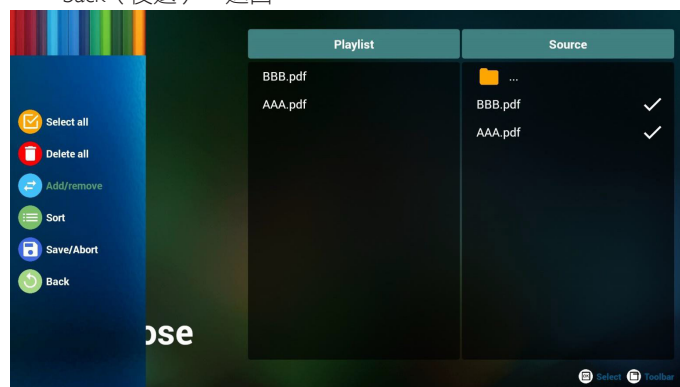 Playlist
Source
BBB.pdf
AAA.pdf
...
BBB.pdf
AAA.pdf
Select all
Delete all
Add/remove
Sort
Save/Abort
Back
ose
Select
Toolbar